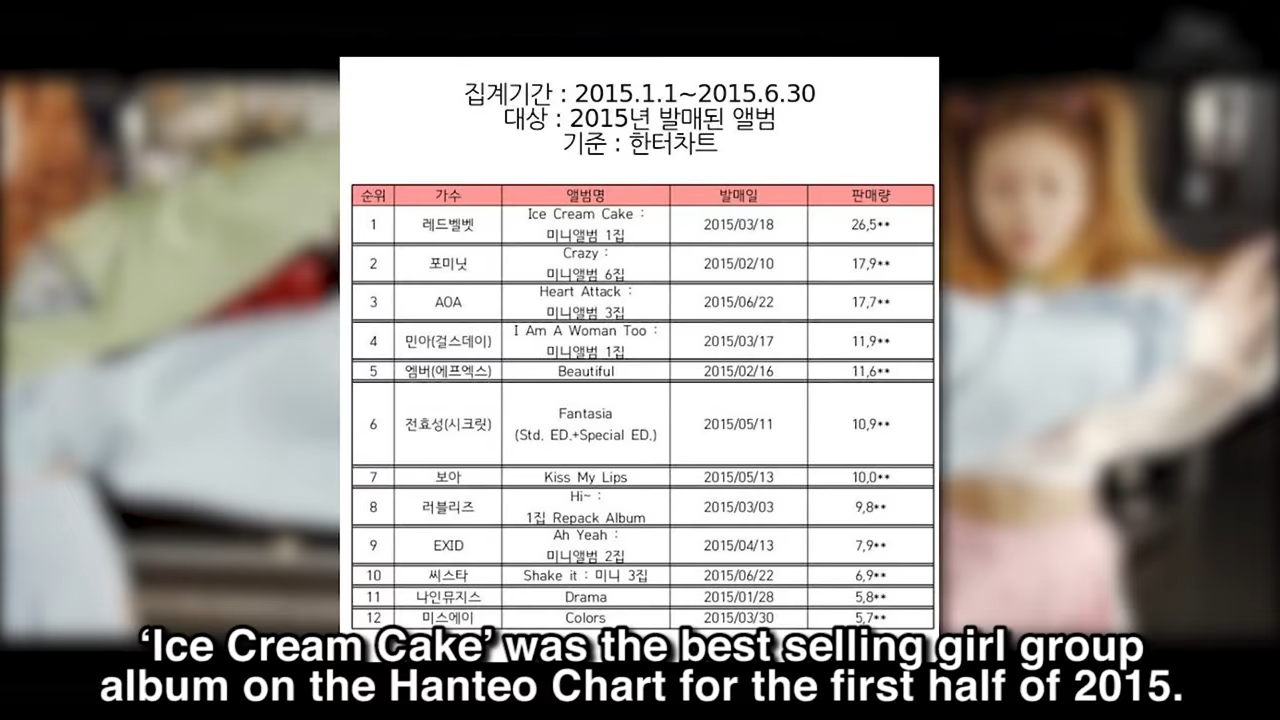 집계기간 : 2015.1.1~2015.6.30
대상 : 2015년 발매된 앨범
기준 : 한터차트
순위 가수 앨범명 발매일 판매량
1 레드벨벳 Ice Cream Cake : 미니앨범 1집 2015/03/18 26,5**
2 포미닛 Crazy : 미니앨범 6집 2015/02/10 17,9**
3 AOA Heart Attack : 미니앨범 3집 2015/06/22 17,7**
4 민아(걸스데이) I Am A Woman Too : 미니앨범 1집 2015/03/17 11,9**
5 엠버(에프엑스) Beautiful 2015/02/16 11,6**
6 전효성(시크릿) Fantasia (Std. ED.+Special ED.) 2015/05/11 10,9**
7 보아 Kiss My Lips 2015/05/13 10,0**
8 러블리즈 Hi~ : 1집 Repack Album 2015/03/03 9,8**
9 EXID Ah Yeah : 미니앨범 2집 2015/04/13 7,9**
10 씨스타 Shake it : 미니 3집 2015/06/22 6,9**
11 나인뮤지스 Drama 2015/01/28 5,8**
12 미스에이 Colors 2015/03/30 5,7**
‘Ice Cream Cake’ was the best selling girl group
album on the Hanteo Chart for the first half of 2015.